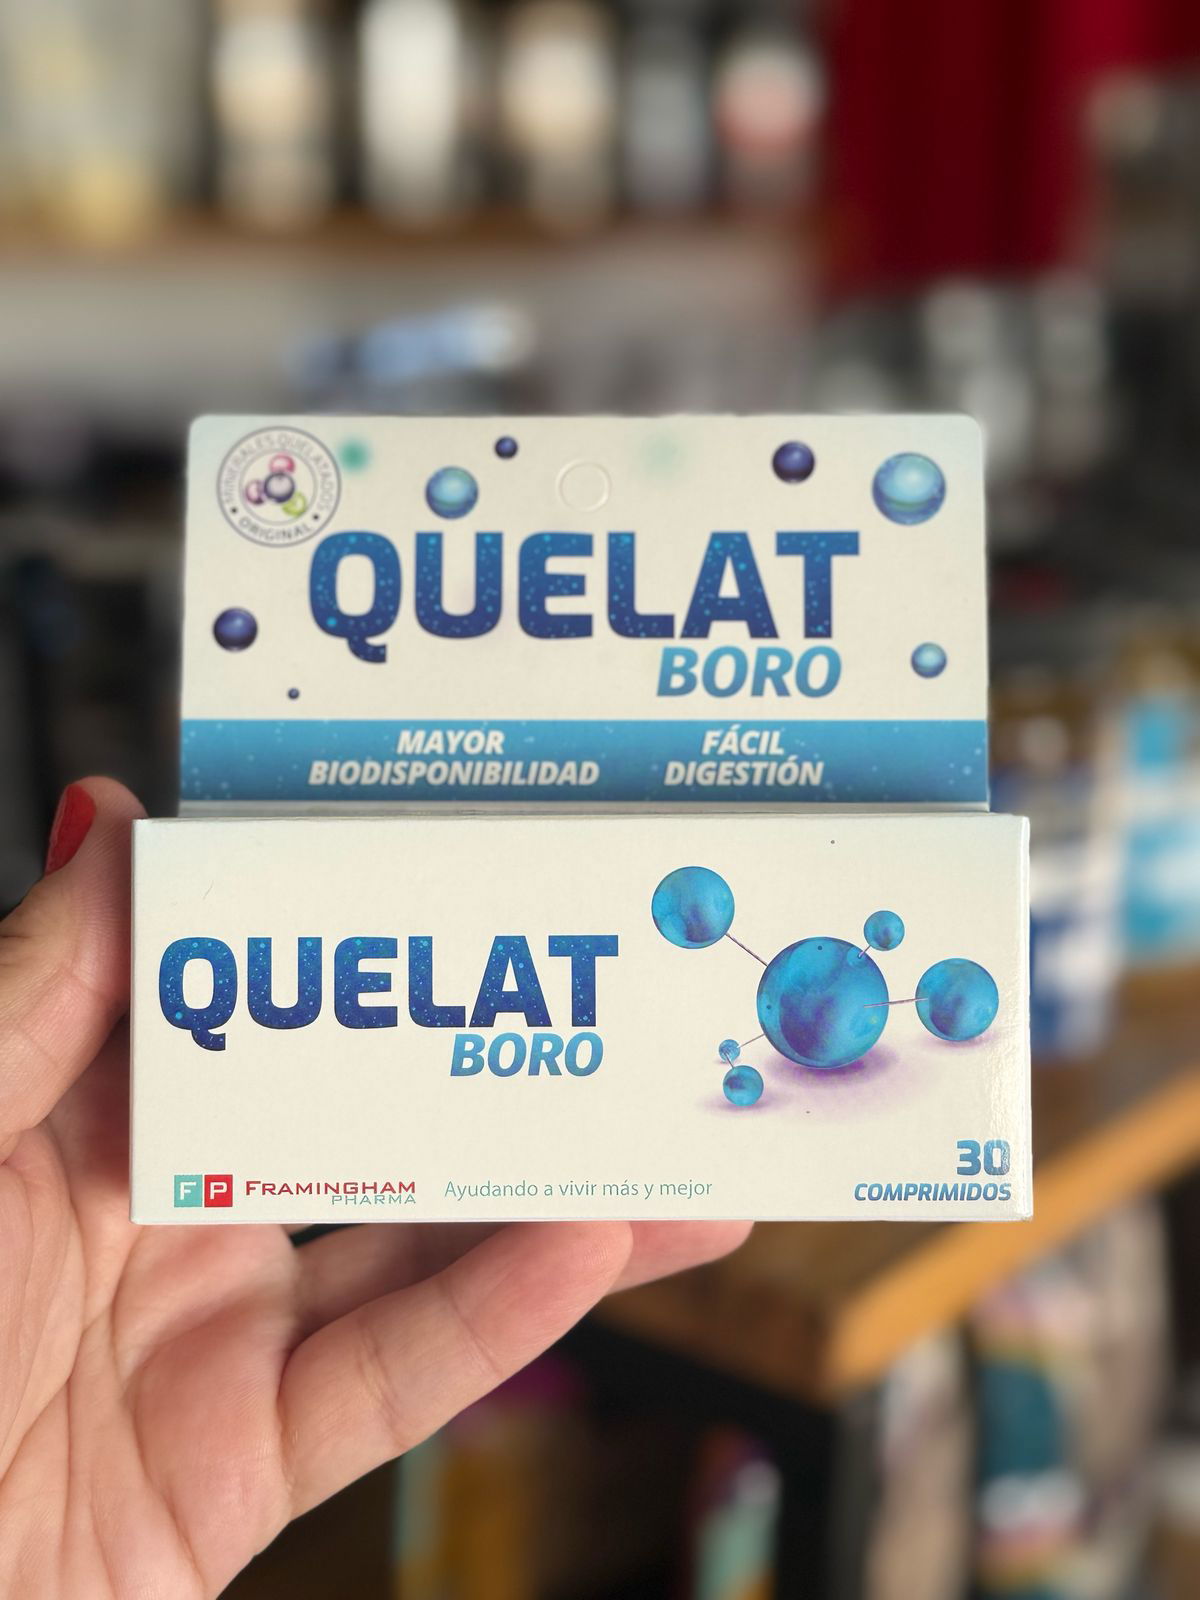 MINERALES QUELATADOS
• ORIGINAL •
QUELAT
BORO
MAYOR
BIODISPONIBILIDAD
FÁCIL
DIGESTIÓN
QUELAT
BORO
30
COMPRIMIDOS
FP FRAMINGHAM
PHARMA
Ayudando a vivir más y mejor